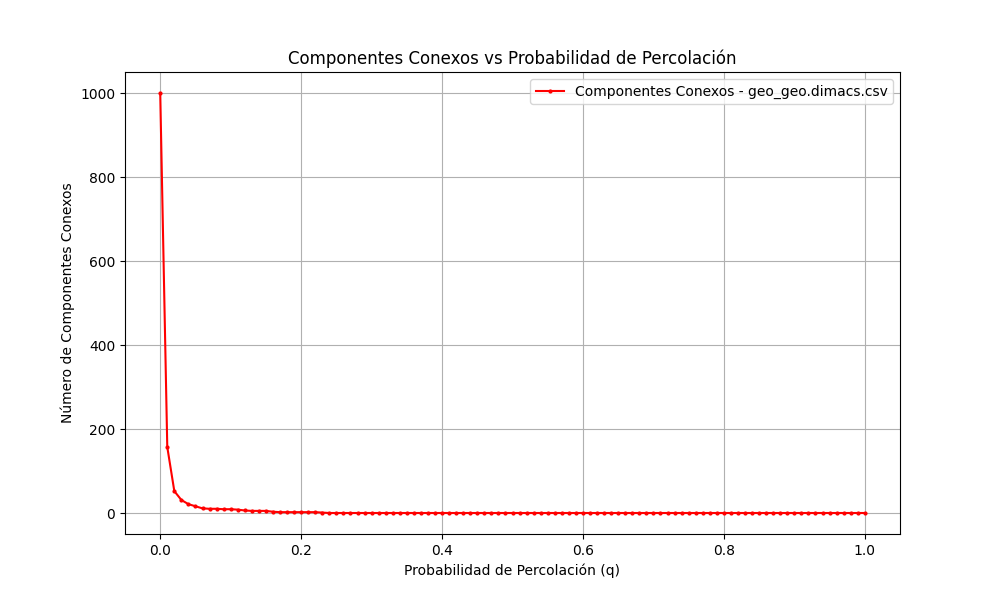 Componentes Conexos vs Probabilidad de Percolación
Componentes Conexos - geo_geo.dimacs.csv
Número de Componentes Conexos
1000
800
600
400
200
0
0.0 0.2 0.4 0.6 0.8 1.0
Probabilidad de Percolación (q)